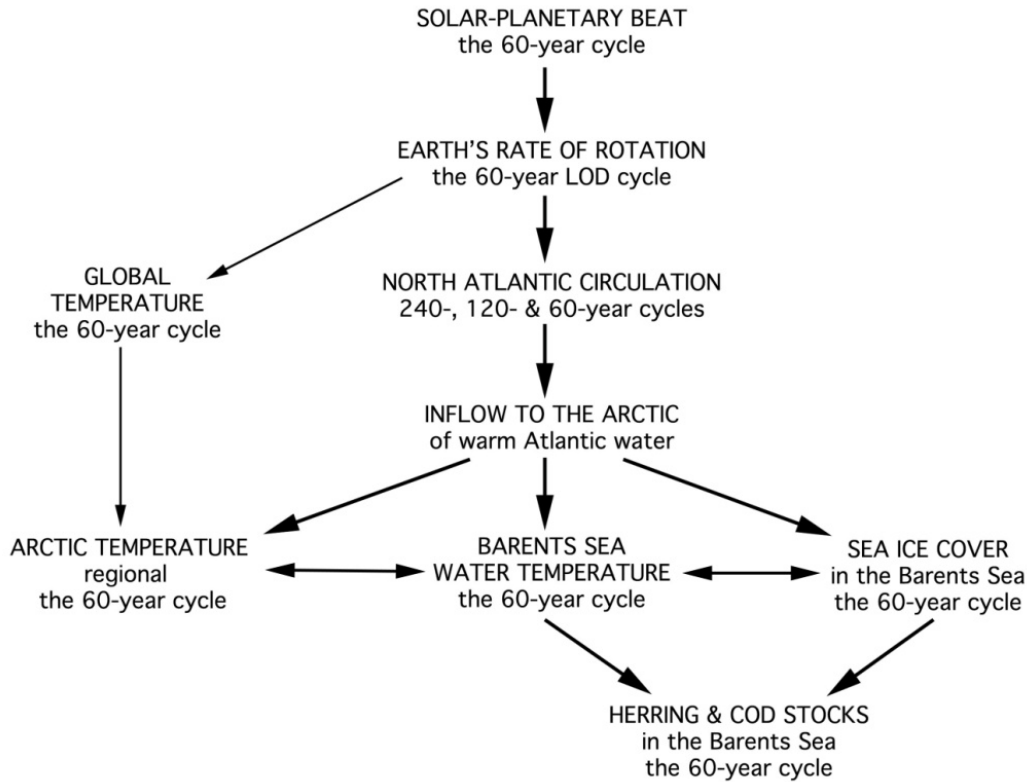 SOLAR-PLANETARY BEAT
the 60-year cycle
EARTH'S RATE OF ROTATION
the 60-year LOD cycle
GLOBAL
TEMPERATURE
the 60-year cycle
NORTH ATLANTIC CIRCULATION
240-, 120- & 60-year cycles
INFLOW TO THE ARCTIC
of warm Atlantic water
ARCTIC TEMPERATURE
regional
the 60-year cycle
BARENTS SEA
WATER TEMPERATURE
the 60-year cycle
SEA ICE COVER
in the Barents Sea
the 60-year cycle
HERRING & COD STOCKS
in the Barents Sea
the 60-year cycle